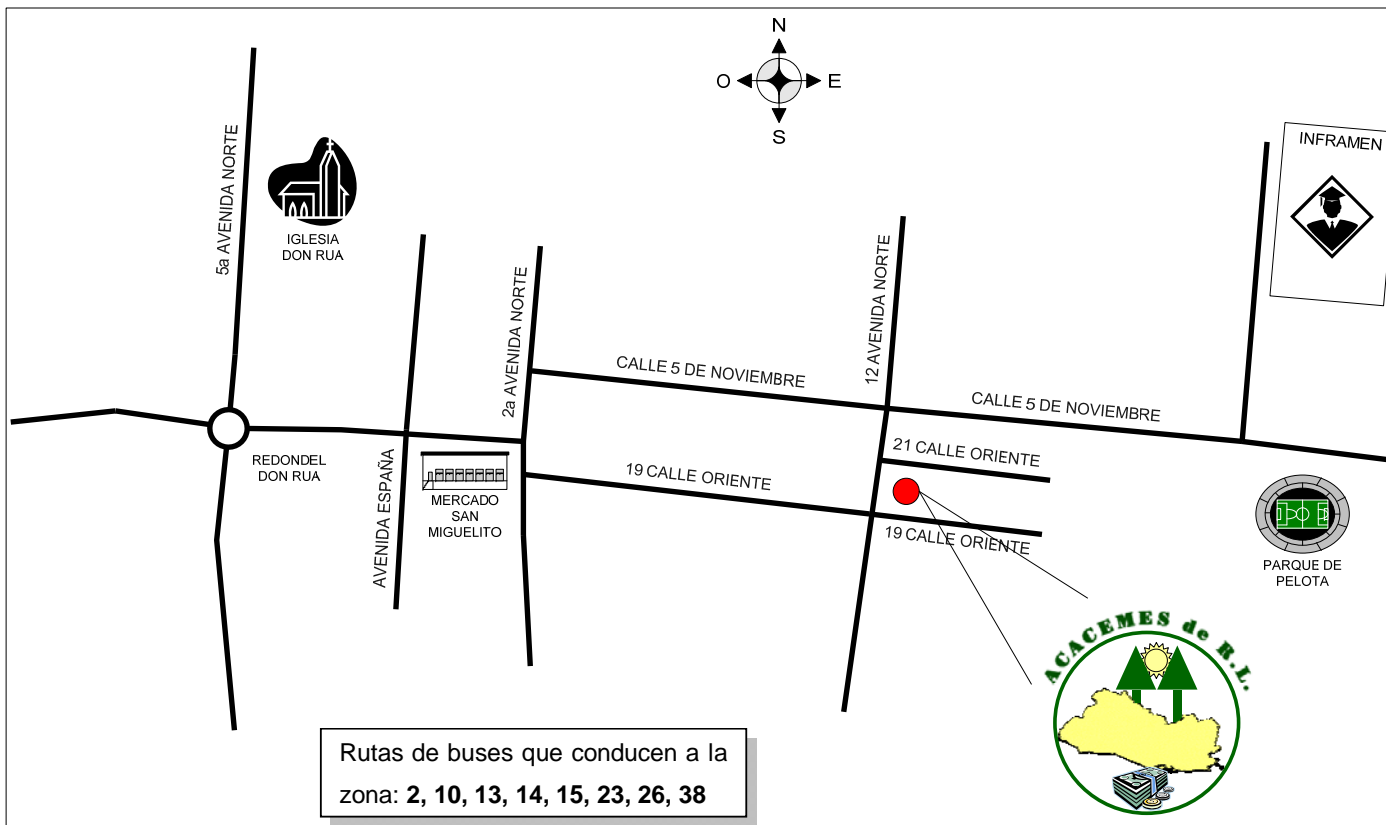 N
O
E
S
INFRAMEN
5a AVENIDA NORTE
IGLESIA
DON RUA
2a AVENIDA NORTE
12 AVENIDA NORTE
CALLE 5 DE NOVIEMBRE
CALLE 5 DE NOVIEMBRE
REDONDEL
DON RUA
AVENIDA ESPAÑA
MERCADO
SAN
MIGUELITO
19 CALLE ORIENTE
21 CALLE ORIENTE
19 CALLE ORIENTE
PARQUE DE
PELOTA
ACACEMES de R.L.
Rutas de buses que conducen a la
zona: 2, 10, 13, 14, 15, 23, 26, 38